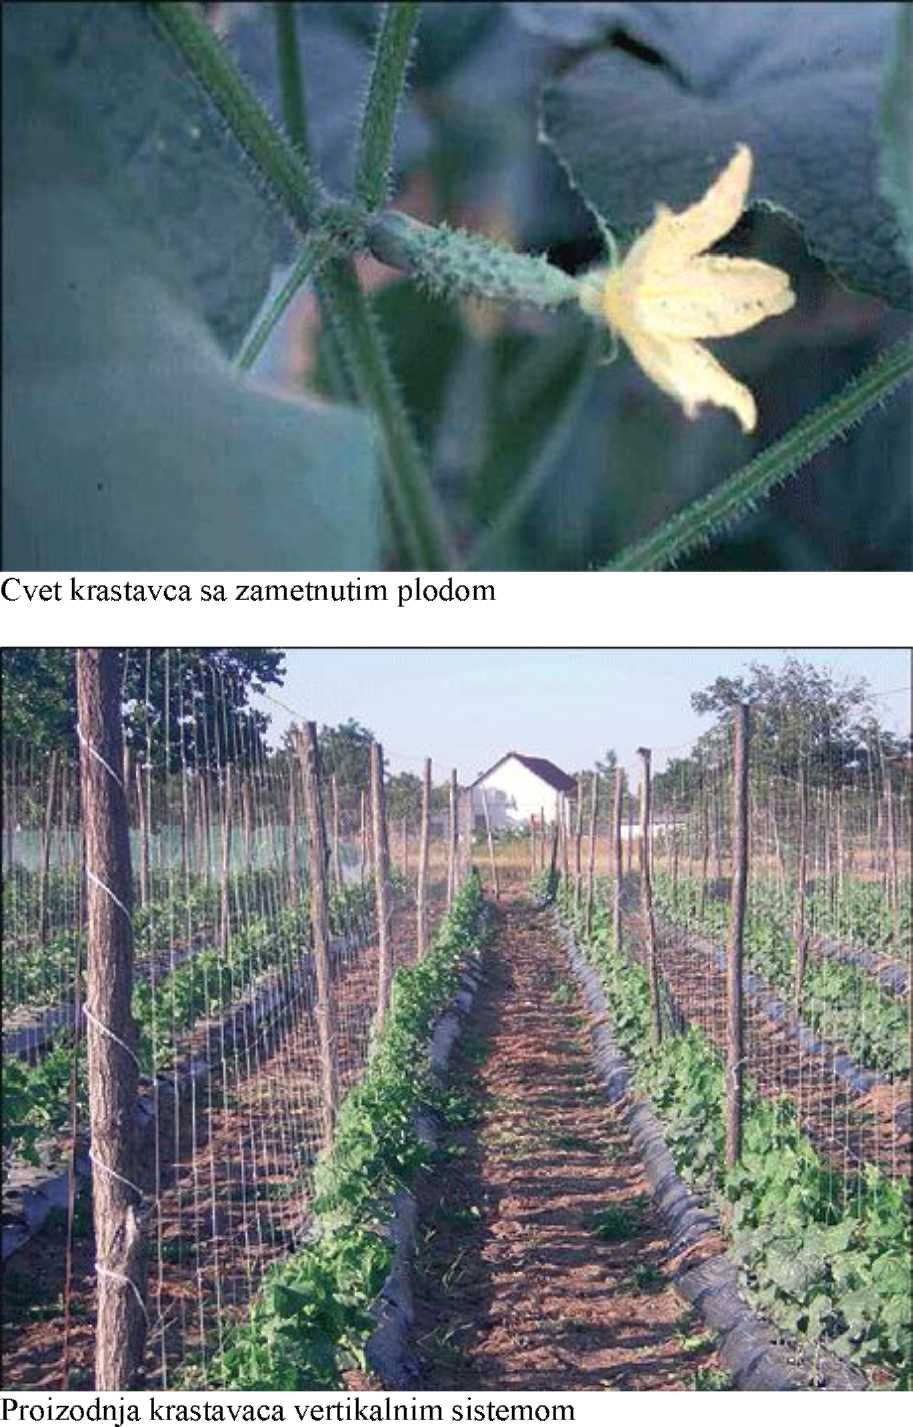 Cvet krastavca sa zametnutim plodom
Proizodnja krastavaca vertikalnim sistemom